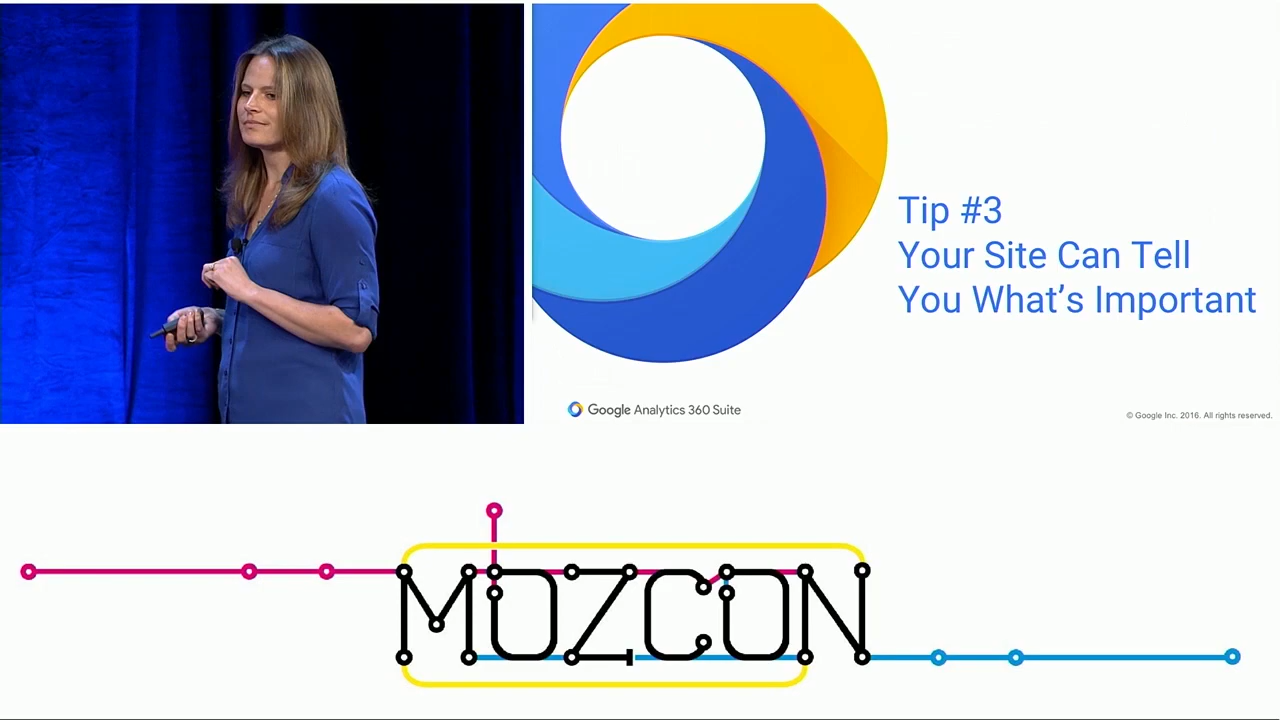 Tip #3
Your Site Can Tell
You What’s Important
Google Analytics 360 Suite
© Google Inc. 2016. All rights reserved.
MOZCON